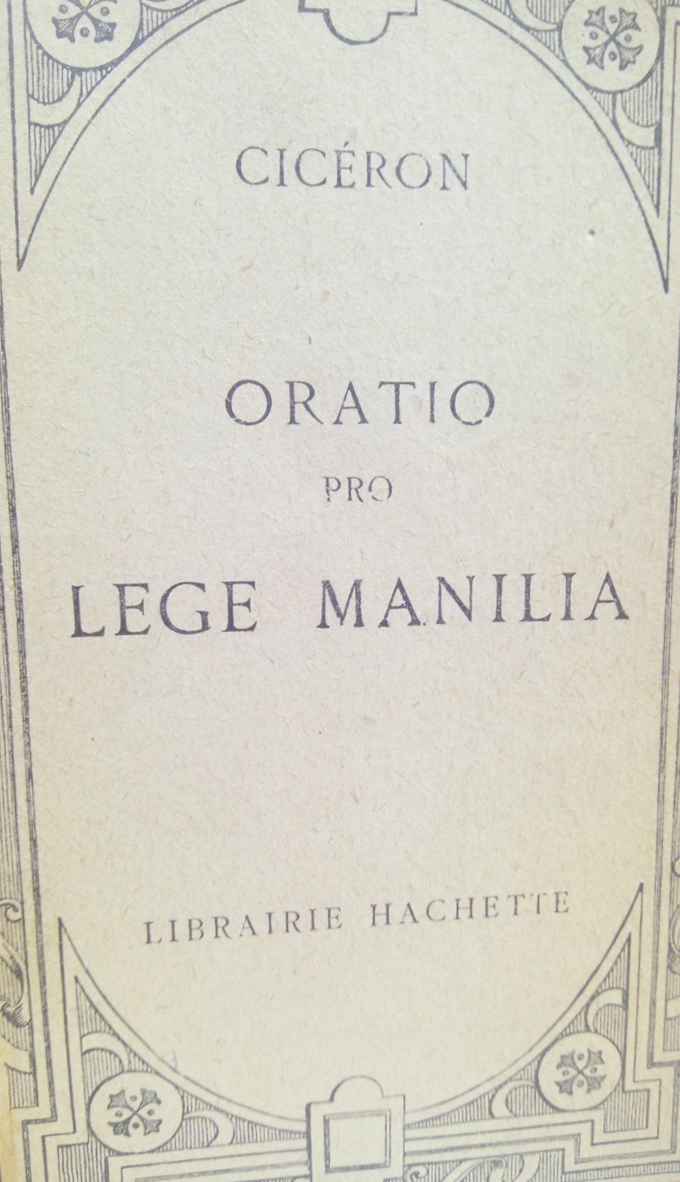 CICÉRON
ORATIO
PRO
LEGE MANILIA
LIBRAIRIE HACHETTE